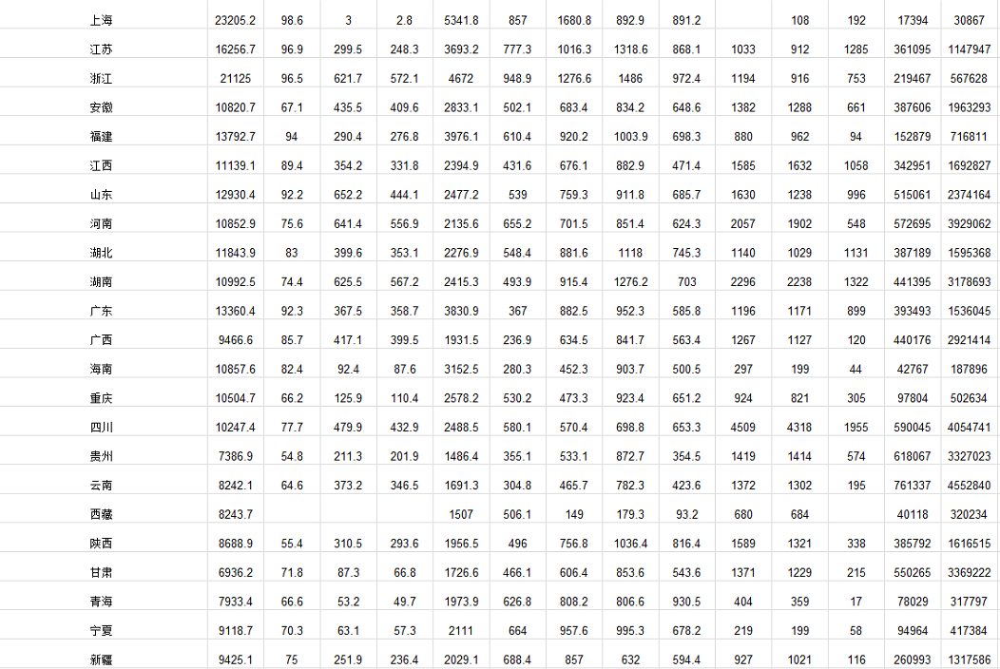 上海 23205.2 98.6 3 2.8 5341.8 857 1680.8 892.9 891.2 108 192 17394 30867
江苏 16256.7 96.9 299.5 248.3 3693.2 777.3 1016.3 1318.6 868.1 1033 912 1285 361095 1147947
浙江 21125 96.5 621.7 572.1 4672 948.9 1276.6 1486 972.4 1194 916 753 219467 567628
安徽 10820.7 67.1 435.5 409.6 2833.1 502.1 683.4 834.2 648.6 1382 1288 661 387606 1963293
福建 13792.7 94 290.4 276.8 3976.1 610.4 920.2 1003.9 698.3 880 962 94 152879 716811
江西 11139.1 89.4 354.2 331.8 2394.9 431.6 676.1 882.9 471.4 1585 1632 1058 342951 1692827
山东 12930.4 92.2 652.2 444.1 2477.2 539 759.3 911.8 685.7 1630 1238 996 515061 2374164
河南 10852.9 75.6 641.4 556.9 2135.6 655.2 701.5 851.4 624.3 2057 1902 548 572695 3929062
湖北 11843.9 83 399.6 353.1 2276.9 548.4 881.6 1118 745.3 1140 1029 1131 387189 1595368
湖南 10992.5 74.4 625.5 567.2 2415.3 493.9 915.4 1276.2 703 2296 2238 1322 441395 3178693
广东 13360.4 92.3 367.5 358.7 3830.9 367 882.5 952.3 585.8 1196 1171 899 393493 1536045
广西 9466.6 85.7 417.1 399.5 1931.5 236.9 634.5 841.7 563.4 1267 1127 120 440176 2921414
海南 10857.6 82.4 92.4 87.6 3152.5 280.3 452.3 903.7 500.5 297 199 44 42767 187896
重庆 10504.7 66.2 125.9 110.4 2578.2 530.2 473.3 923.4 651.2 924 821 305 97804 502634
四川 10247.4 77.7 479.9 432.9 2488.5 580.1 570.4 698.8 653.3 4509 4318 1955 590045 4054741
贵州 7386.9 54.8 211.3 201.9 1486.4 355.1 533.1 872.7 354.5 1419 1414 574 618067 3327023
云南 8242.1 64.6 373.2 346.5 1691.3 304.8 465.7 782.3 423.6 1372 1302 195 761337 4552840
西藏 8243.7 1507 506.1 149 179.3 93.2 680 684 40118 320234
陕西 8688.9 55.4 310.5 293.6 1956.5 496 756.8 1036.4 816.4 1589 1321 338 385792 1616515
甘肃 6936.2 71.8 87.3 66.8 1726.6 466.1 606.4 853.6 543.6 1371 1229 215 550265 3369222
青海 7933.4 66.6 53.2 49.7 1973.9 626.8 808.2 806.6 930.5 404 359 17 78029 317797
宁夏 9118.7 70.3 63.1 57.3 2111 664 957.6 995.3 678.2 219 199 58 94964 417384
新疆 9425.1 75 251.9 236.4 2029.1 688.4 857 632 594.4 927 1021 116 260993 1317586